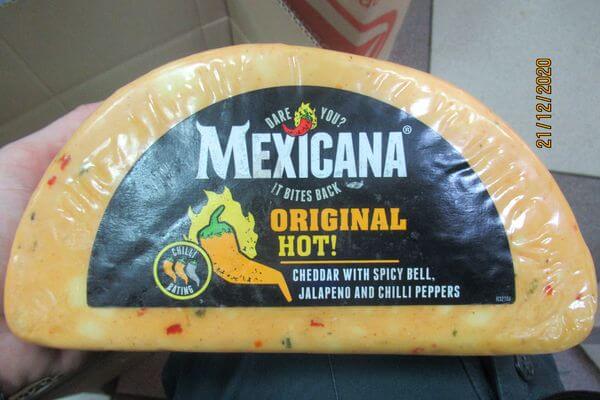 DARE YOU?
MEXICANA®
IT BITES BACK
ORIGINAL
HOT!
CHILLI
RATING
CHEDDAR WITH SPICY BELL,
JALAPENO AND CHILLI PEPPERS
21/12/2020